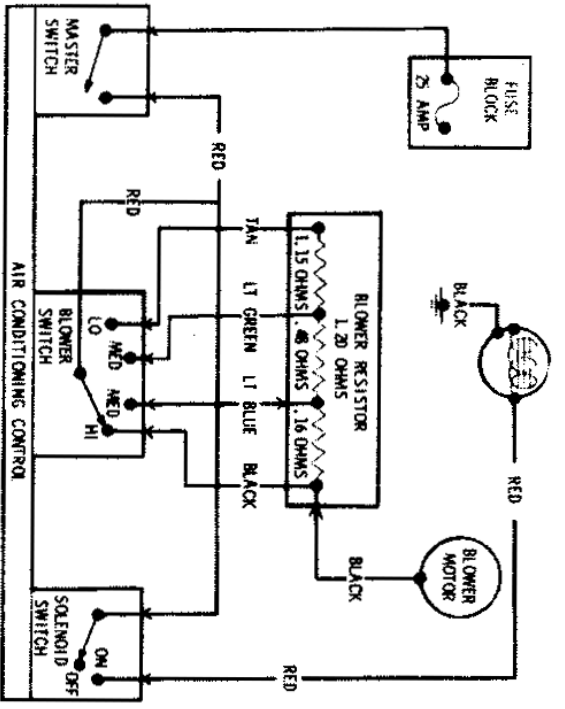 FUSE
BLOCK
25 AMP
MASTER
SWITCH
RED
RED
TAN
LT GREEN
LT BLUE
BLACK
BLOWER RESISTOR
1.20 OHMS
1.15 OHMS
.48 OHMS
.16 OHMS
BLACK
RED
BLOWER
MOTOR
BLACK
LO
MED
MED
HI
BLOWER
SWITCH
AIR CONDITIONING CONTROL
SOLENOID
SWITCH
ON
OFF
RED